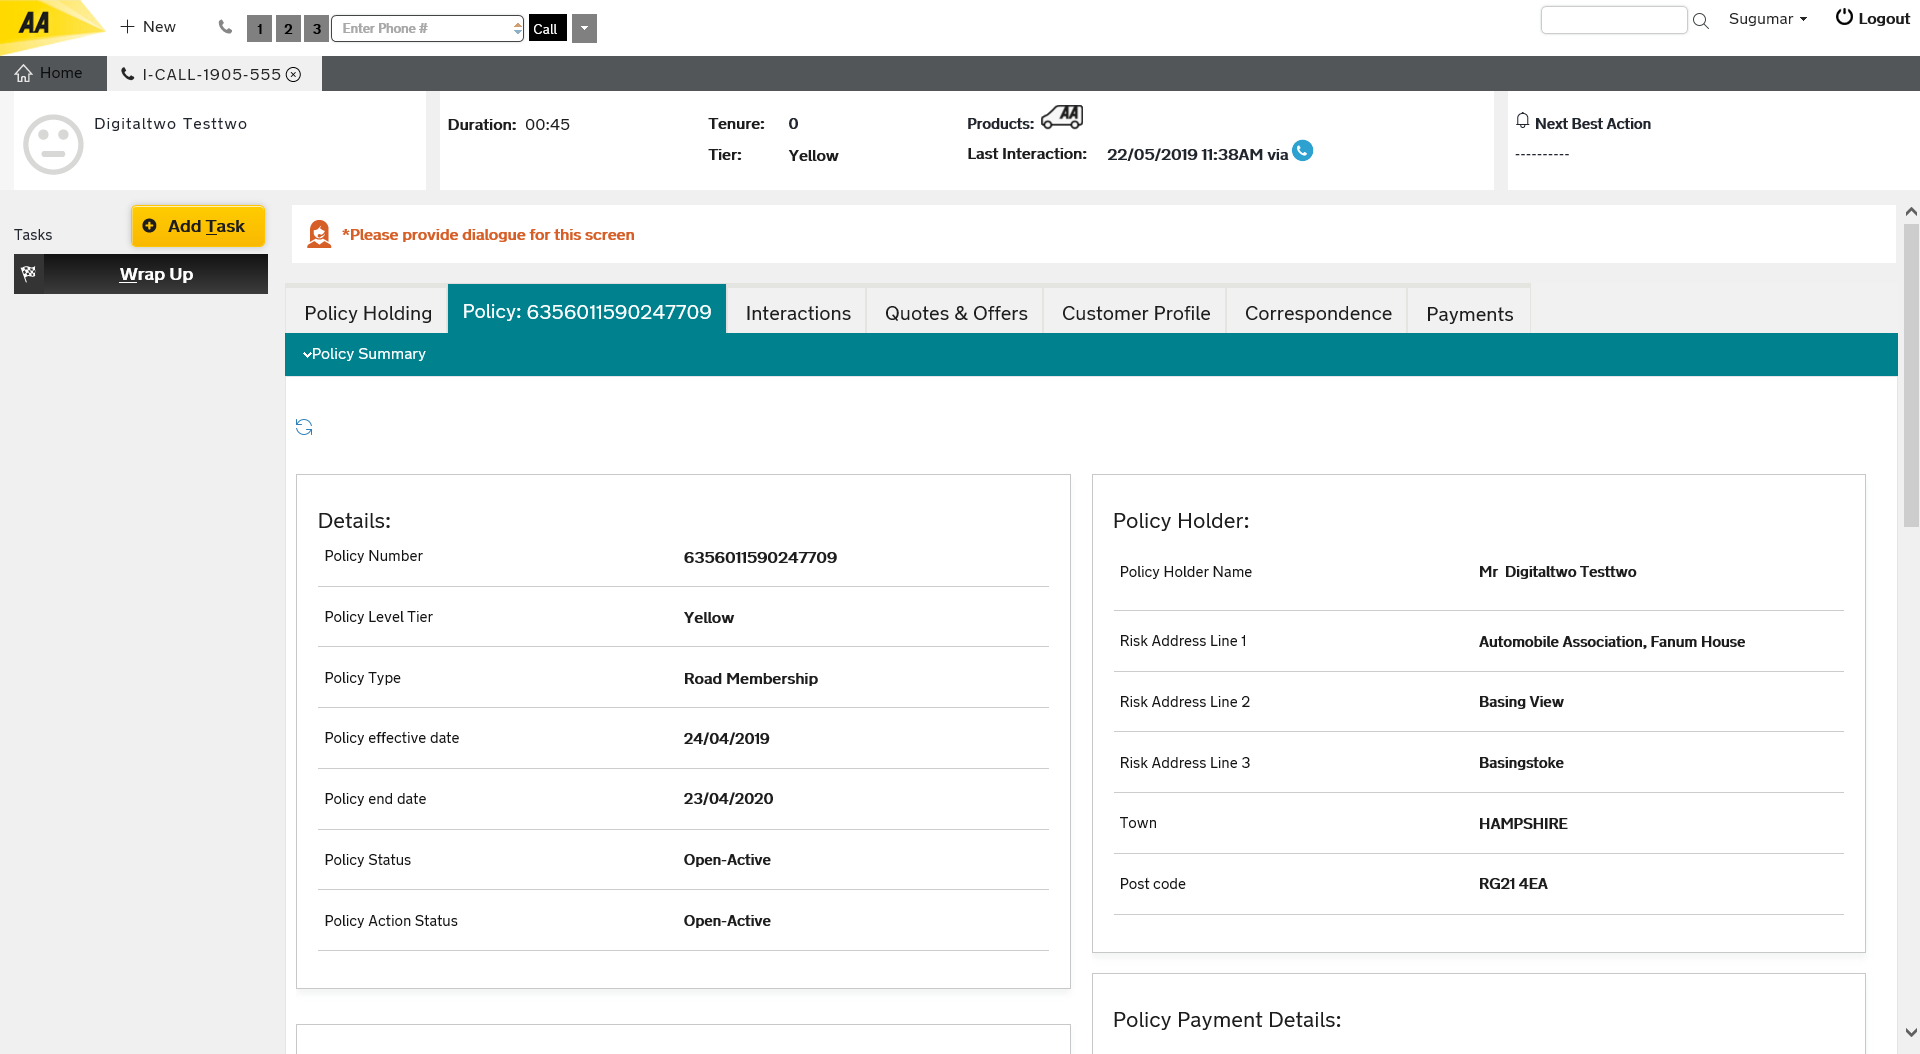 AA
New
1 2 3 Enter Phone # Call
Sugumar
Logout
Home
I-CALL-1905-555
Digitaltwo Testtwo
Duration: 00:45
Tenure: 0
Tier: Yellow
Products: AA
Last Interaction: 22/05/2019 11:38AM via
Next Best Action
----------
Tasks
Add Task
Wrap Up
*Please provide dialogue for this screen
Policy Holding
Policy: 6356011590247709
Interactions
Quotes & Offers
Customer Profile
Correspondence
Payments
Policy Summary
Details:
Policy Number 6356011590247709
Policy Level Tier Yellow
Policy Type Road Membership
Policy effective date 24/04/2019
Policy end date 23/04/2020
Policy Status Open-Active
Policy Action Status Open-Active
Policy Holder:
Policy Holder Name Mr Digitaltwo Testtwo
Risk Address Line 1 Automobile Association, Fanum House
Risk Address Line 2 Basing View
Risk Address Line 3 Basingstoke
Town HAMPSHIRE
Post code RG21 4EA
Policy Payment Details: